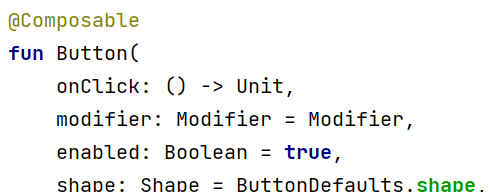 @Composable
fun Button(
    onClick: () -> Unit,
    modifier: Modifier = Modifier,
    enabled: Boolean = true,
    shape: Shape = ButtonDefaults.shape,